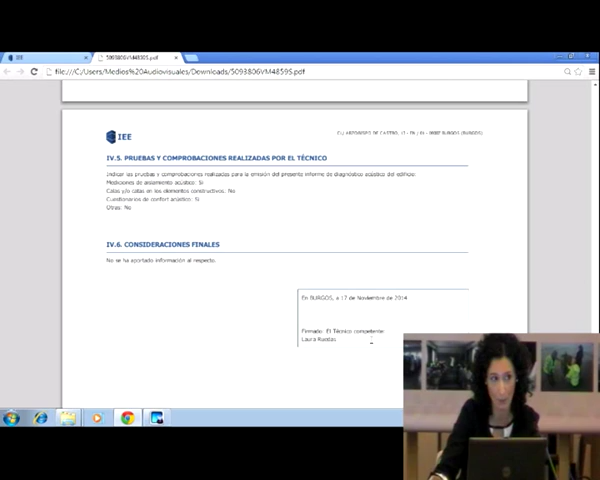 IEE
5093806VM4859S.pdf
file:///C:/Users/Medios%20Audiovisuales/Downloads/5093806VM4859S.pdf
IEE
BURGOS (BURGOS)
IV.5. PRUEBAS Y COMPROBACIONES REALIZADAS POR EL TÉCNICO
Indicar las pruebas y comprobaciones realizadas para la emisión del presente informe de diagnóstico acústico del edificio:
Mediciones de aislamiento acústico: Si
Catas y/o calas en los elementos constructivos: No
Cuestionarios de confort acústico: Si
Otras: No
IV.6. CONSIDERACIONES FINALES
No se ha aportado información al respecto.
En BURGOS, a 17 de Noviembre de 2014
Firmado: El Técnico competente:
Laura